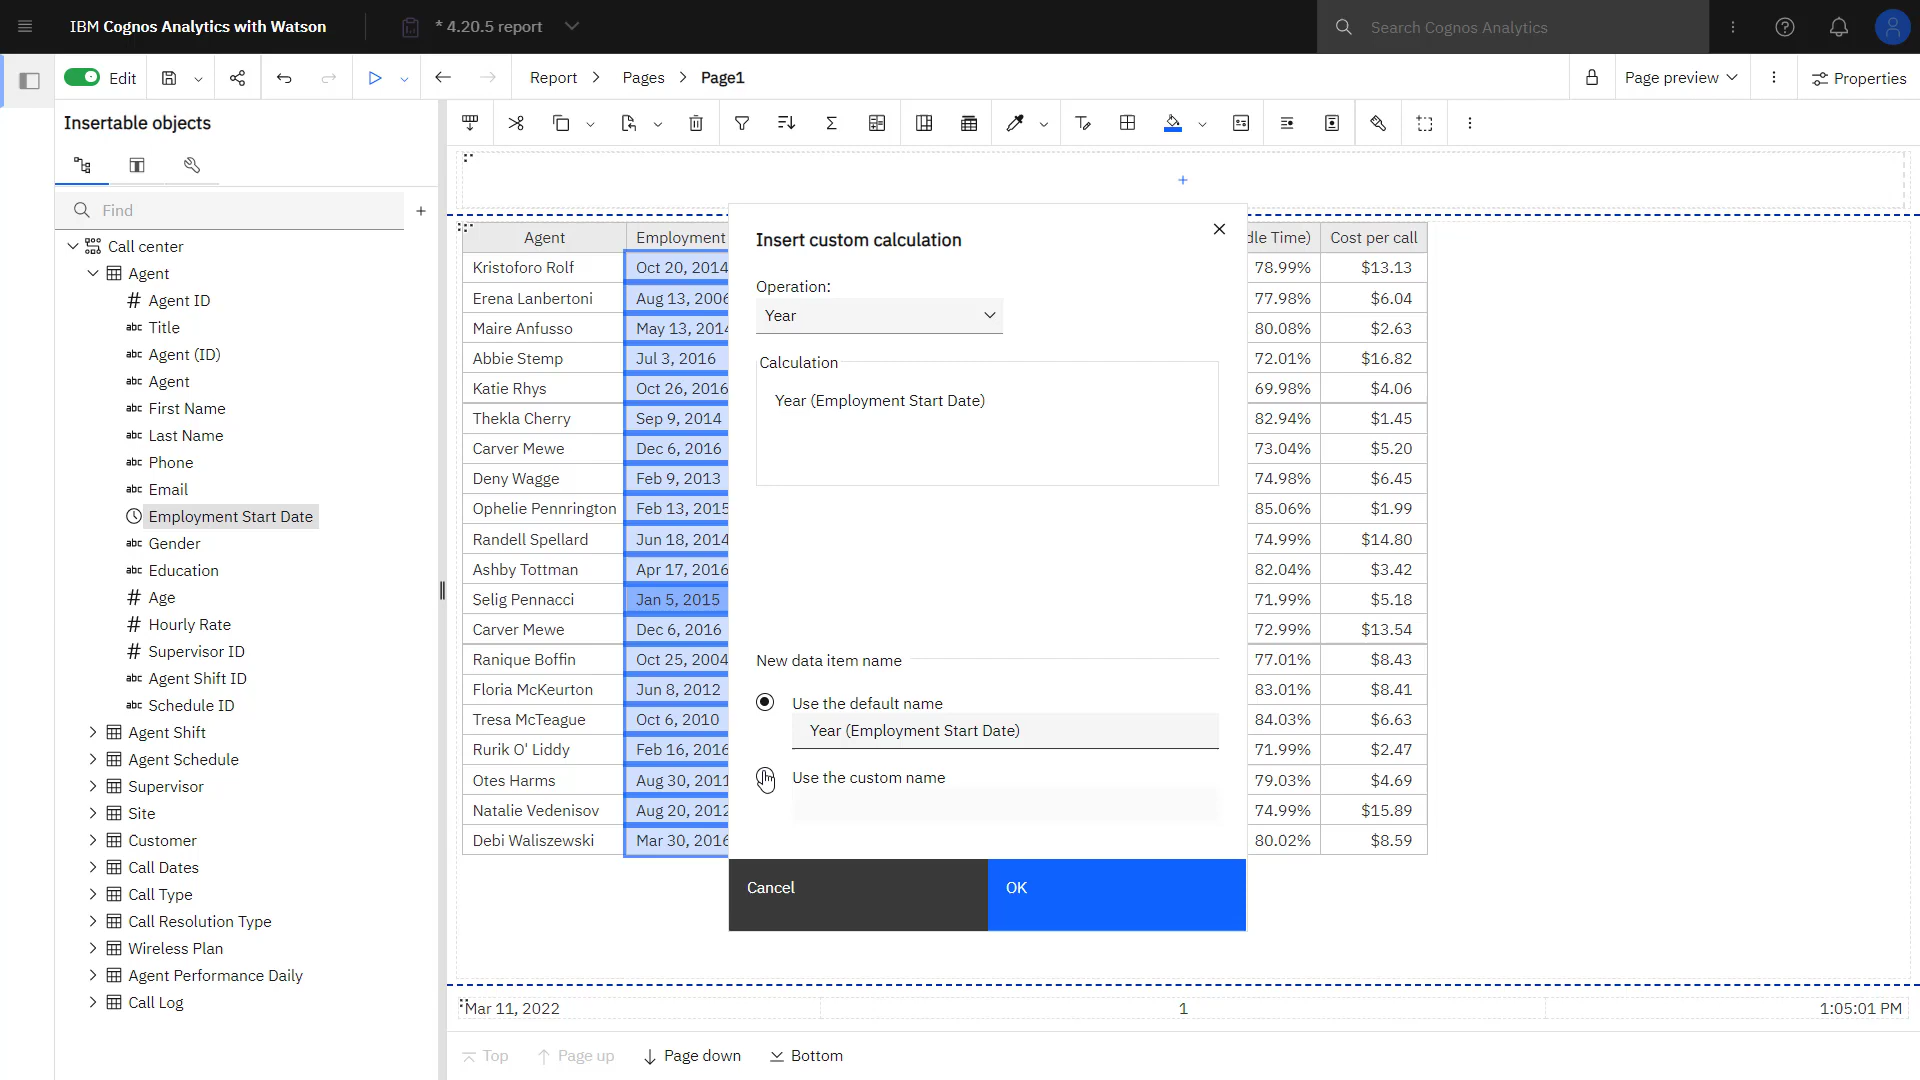 IBM Cognos Analytics with Watson
* 4.20.5 report
Search Cognos Analytics
Edit
Report
Pages
Page1
Page preview
Properties
Insertable objects
Find
Call center
Agent
Agent ID
abc Title
abc Agent (ID)
abc Agent
abc First Name
abc Last Name
abc Phone
abc Email
Employment Start Date
abc Gender
abc Education
Age
Hourly Rate
Supervisor ID
abc Agent Shift ID
abc Schedule ID
Agent Shift
Agent Schedule
Supervisor
Site
Customer
Call Dates
Call Type
Call Resolution Type
Wireless Plan
Agent Performance Daily
Call Log
Agent Employment dle Time) Cost per call
Kristoforo Rolf Oct 20, 2014 78.99% $13.13
Erena Lanbertoni Aug 13, 2006 77.98% $6.04
Maire Anfusso May 13, 2014 80.08% $2.63
Abbie Stemp Jul 3, 2016 72.01% $16.82
Katie Rhys Oct 26, 2016 69.98% $4.06
Thekla Cherry Sep 9, 2014 82.94% $1.45
Carver Mewe Dec 6, 2016 73.04% $5.20
Deny Wagge Feb 9, 2013 74.98% $6.45
Ophelie Pennrington Feb 13, 2015 85.06% $1.99
Randell Spellard Jun 18, 2014 74.99% $14.80
Ashby Tottman Apr 17, 2016 82.04% $3.42
Selig Pennacci Jan 5, 2015 71.99% $5.18
Carver Mewe Dec 6, 2016 72.99% $13.54
Ranique Boffin Oct 25, 2004 77.01% $8.43
Floria McKeurton Jun 8, 2012 83.01% $8.41
Tresa McTeague Oct 6, 2010 84.03% $6.63
Rurik O' Liddy Feb 16, 2016 71.99% $2.47
Otes Harms Aug 30, 2011 79.03% $4.69
Natalie Vedenisov Aug 20, 2012 74.99% $15.89
Debi Waliszewski Mar 30, 2016 80.02% $8.59
Insert custom calculation
Operation:
Year
Calculation
Year (Employment Start Date)
New data item name
Use the default name
Year (Employment Start Date)
Use the custom name
Cancel
OK
Mar 11, 2022
1
1:05:01 PM
Top
Page up
Page down
Bottom